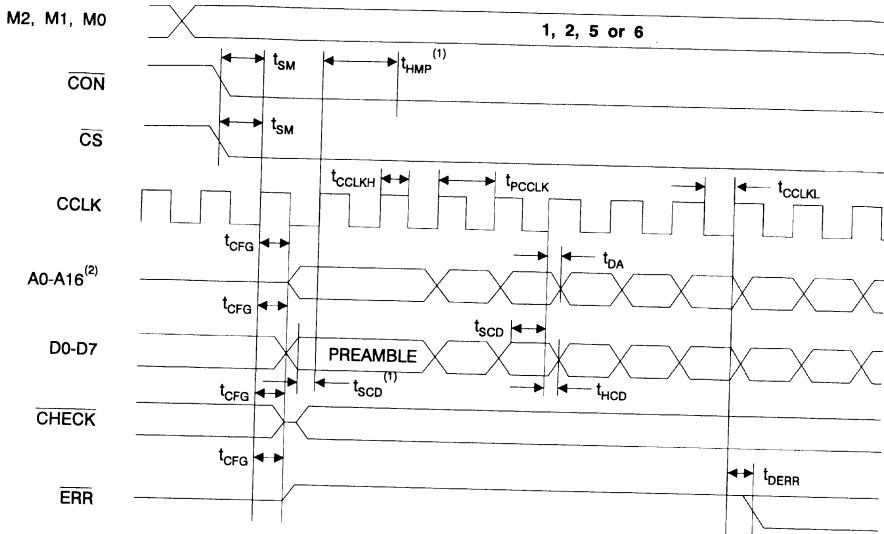 M2, M1, M0
1, 2, 5 or 6
tSM
tHMP(1)
CON
tSM
CS
tCCLKH
tPCCLK
tCCLKL
CCLK
tCFG
tDA
A0-A16(2)
tCFG
tSCD
D0-D7
PREAMBLE
tCFG
tSCD(1)
tHCD
CHECK
tCFG
tDERR
ERR